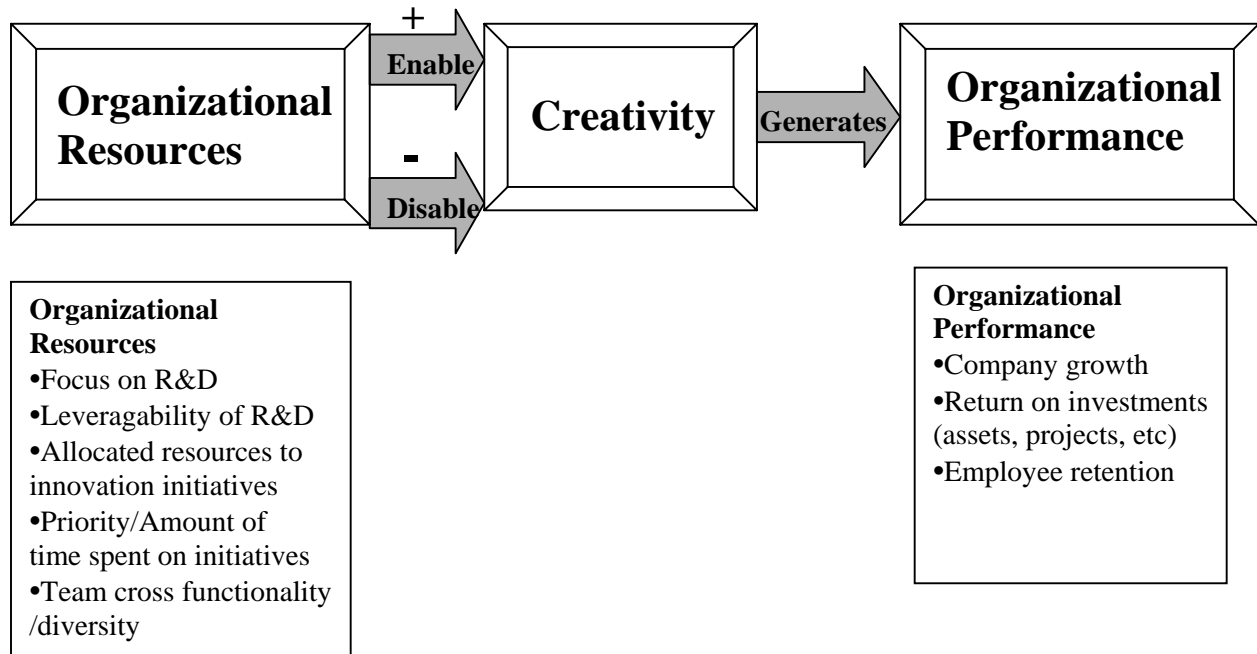 +
Enable
Organizational
Resources
-
Disable
Creativity
Generates
Organizational
Performance
Organizational
Resources
•Focus on R&D
•Leveragability of R&D
•Allocated resources to
innovation initiatives
•Priority/Amount of
time spent on initiatives
•Team cross functionality
/diversity
Organizational
Performance
•Company growth
•Return on investments
(assets, projects, etc)
•Employee retention